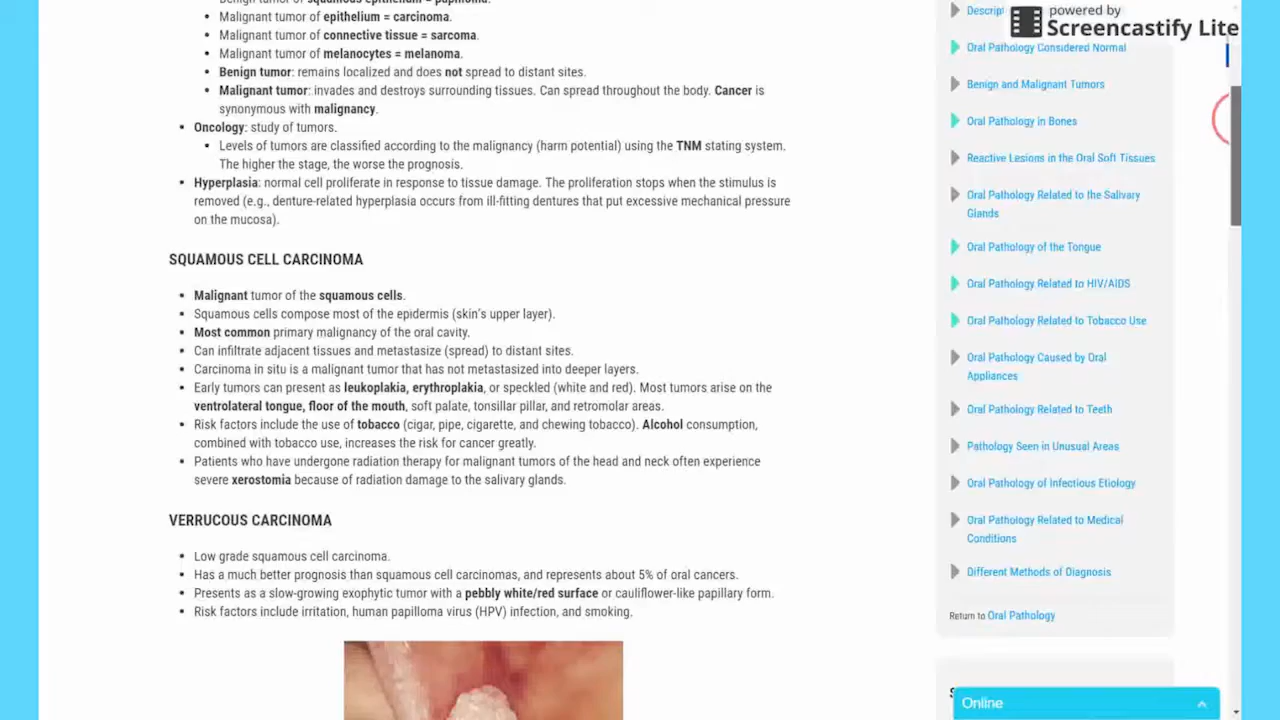 Benign tumor of squamous epithelium = papilloma.
Malignant tumor of epithelium = carcinoma.
Malignant tumor of connective tissue = sarcoma.
Malignant tumor of melanocytes = melanoma.
Benign tumor: remains localized and does not spread to distant sites.
Malignant tumor: invades and destroys surrounding tissues. Can spread throughout the body. Cancer is
synonymous with malignancy.
Oncology: study of tumors.
Levels of tumors are classified according to the malignancy (harm potential) using the TNM stating system.
The higher the stage, the worse the prognosis.
Hyperplasia: normal cell proliferate in response to tissue damage. The proliferation stops when the stimulus is
removed (e.g., denture-related hyperplasia occurs from ill-fitting dentures that put excessive mechanical pressure
on the mucosa).
SQUAMOUS CELL CARCINOMA
Malignant tumor of the squamous cells.
Squamous cells compose most of the epidermis (skin's upper layer).
Most common primary malignancy of the oral cavity.
Can infiltrate adjacent tissues and metastasize (spread) to distant sites.
Carcinoma in situ is a malignant tumor that has not metastasized into deeper layers.
Early tumors can present as leukoplakia, erythroplakia, or speckled (white and red). Most tumors arise on the
ventrolateral tongue, floor of the mouth, soft palate, tonsillar pillar, and retromolar areas.
Risk factors include the use of tobacco (cigar, pipe, cigarette, and chewing tobacco). Alcohol consumption,
combined with tobacco use, increases the risk for cancer greatly.
Patients who have undergone radiation therapy for malignant tumors of the head and neck often experience
severe xerostomia because of radiation damage to the salivary glands.
VERRUCOUS CARCINOMA
Low grade squamous cell carcinoma.
Has a much better prognosis than squamous cell carcinomas, and represents about 5% of oral cancers.
Presents as a slow-growing exophytic tumor with a pebbly white/red surface or cauliflower-like papillary form.
Risk factors include irritation, human papilloma virus (HPV) infection, and smoking.
powered by
Screencastify Lite
Oral Pathology Considered Normal
Benign and Malignant Tumors
Oral Pathology in Bones
Reactive Lesions in the Oral Soft Tissues
Oral Pathology Related to the Salivary
Glands
Oral Pathology of the Tongue
Oral Pathology Related to HIV/AIDS
Oral Pathology Related to Tobacco Use
Oral Pathology Caused by Oral
Appliances
Oral Pathology Related to Teeth
Pathology Seen in Unusual Areas
Oral Pathology of Infectious Etiology
Oral Pathology Related to Medical
Conditions
Different Methods of Diagnosis
Return to Oral Pathology
Online